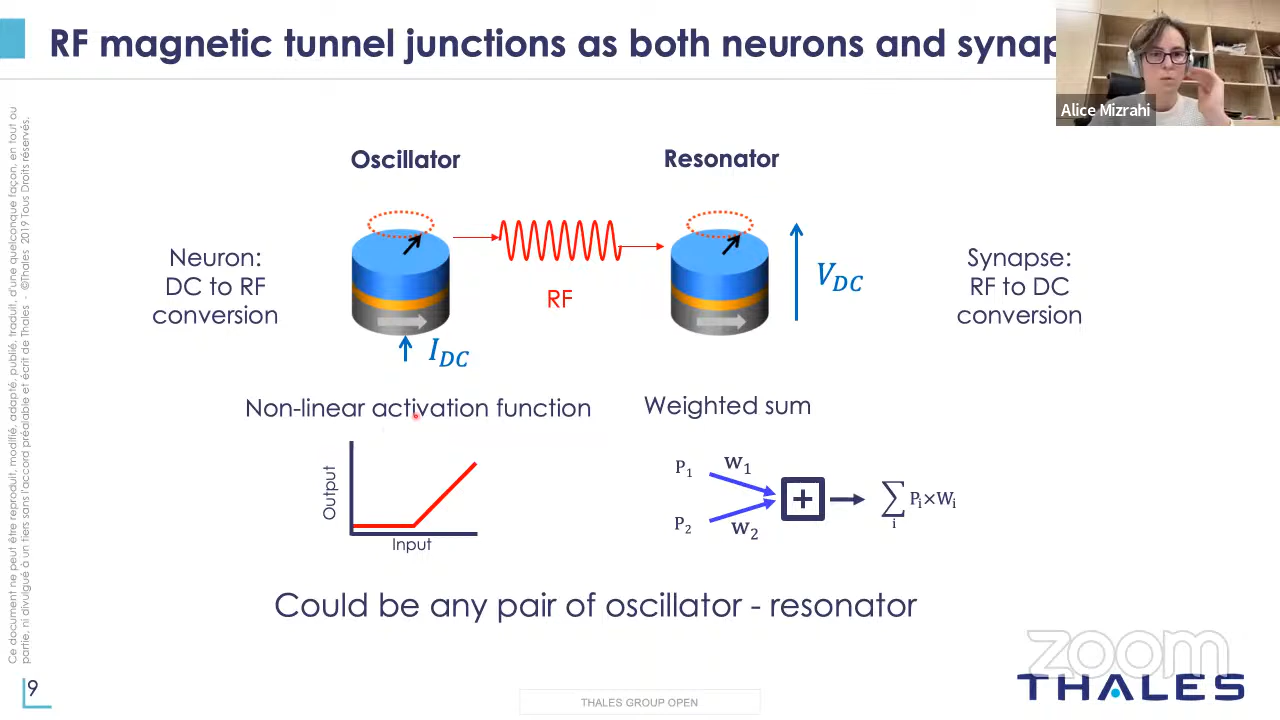 RF magnetic tunnel junctions as both neurons and synap
Alice Mizrahi
Oscillator
Resonator
Neuron:
DC to RF
conversion
RF
I_DC
V_DC
Synapse:
RF to DC
conversion
Non-linear activation function
Weighted sum
Output
Input
P₁ w₁
P₂ w₂
+
∑ Pᵢ×Wᵢ
i
Could be any pair of oscillator - resonator
Ce document ne peut être reproduit, modifié, adapté, publié, traduit, d'une quelconque façon, en tout ou
partie, ni divulgué à un tiers sans l'accord préalable et écrit de Thales - ©Thales 2019 Tous Droits réservés.
9
THALES GROUP OPEN
zoom
THALES